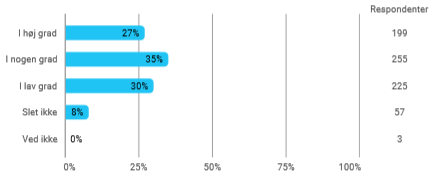 Respondenter
I høj grad 27% 199
I nogen grad 35% 255
I lav grad 30% 225
Slet ikke 8% 57
Ved ikke 0% 3
0% 25% 50% 75% 100%